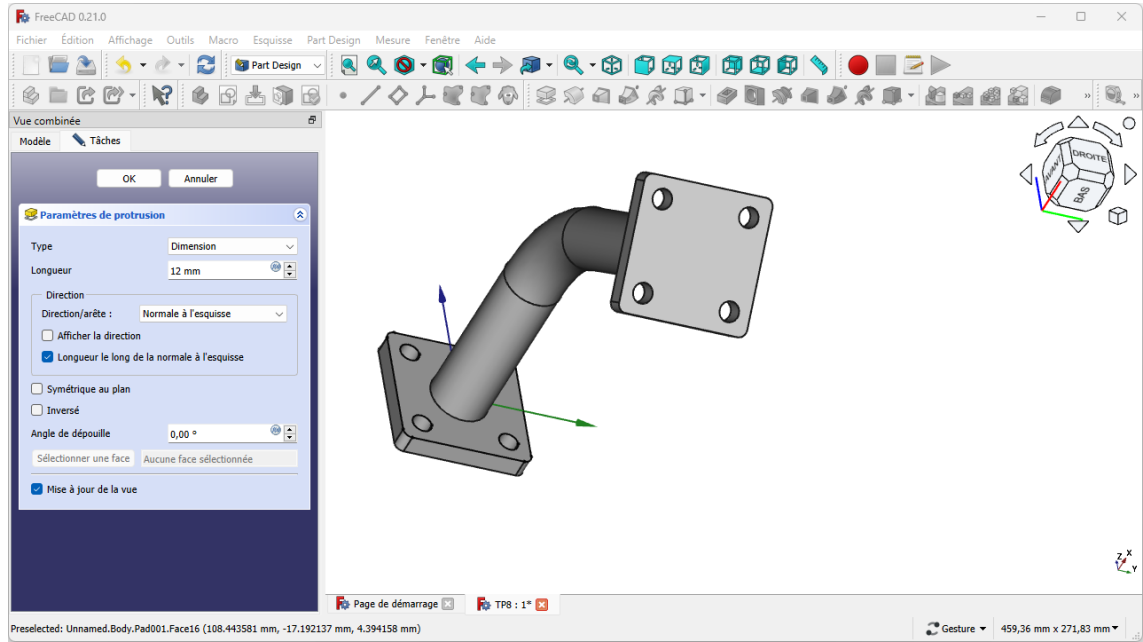 FreeCAD 0.21.0
Fichier Édition Affichage Outils Macro Esquisse Part Design Mesure Fenêtre Aide
Part Design
Vue combinée
Modèle Tâches
OK Annuler
Paramètres de protrusion
Type Dimension
Longueur 12 mm
Direction
Direction/arête : Normale à l'esquisse
Afficher la direction
Longueur le long de la normale à l'esquisse
Symétrique au plan
Inversé
Angle de dépouille 0,00 °
Sélectionner une face Aucune face sélectionnée
Mise à jour de la vue
AVANT DROITE
BAS
Z X
Y
Page de démarrage TP8 : 1*
Preselected: Unnamed.Body.Pad001.Face16 (108.443581 mm, -17.192137 mm, 4.394158 mm) Gesture 459,36 mm x 271,83 mm